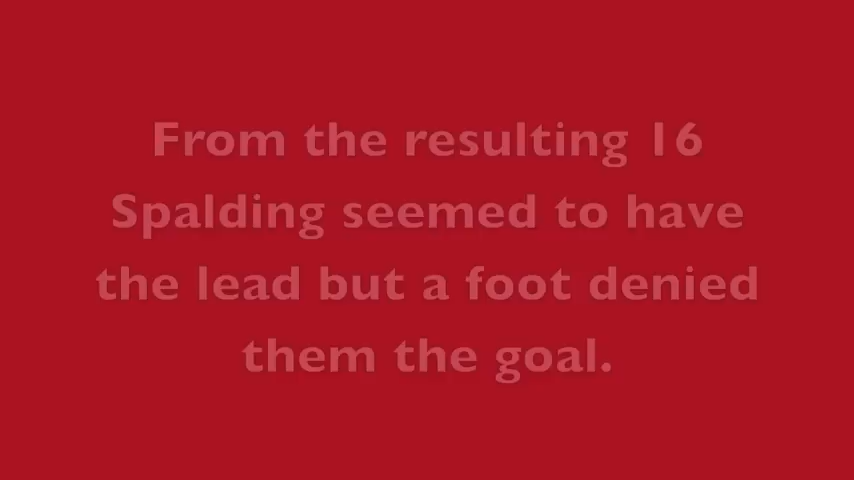 From the resulting 16
Spalding seemed to have
the lead but a foot denied
them the goal.